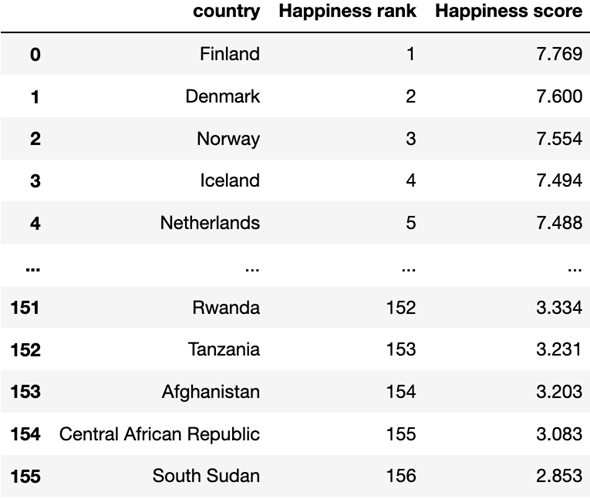 country Happiness rank Happiness score
0 Finland 1 7.769
1 Denmark 2 7.600
2 Norway 3 7.554
3 Iceland 4 7.494
4 Netherlands 5 7.488
... ... ... ...
151 Rwanda 152 3.334
152 Tanzania 153 3.231
153 Afghanistan 154 3.203
154 Central African Republic 155 3.083
155 South Sudan 156 2.853